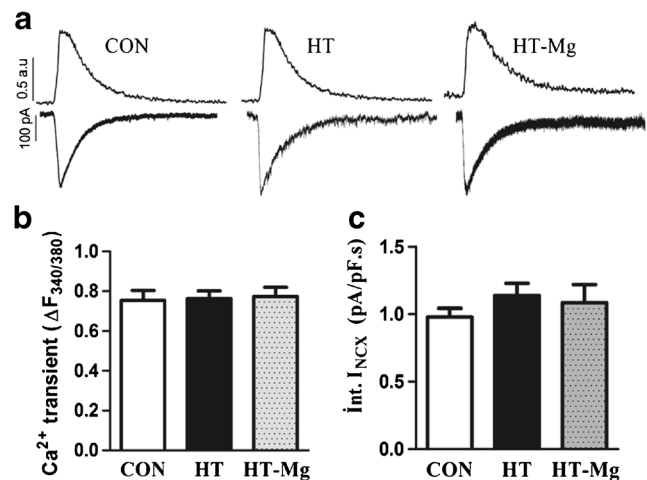 a
CON
HT
HT-Mg
0.5 a.u
100 pA
b
Ca²⁺ transient (ΔF₃₄₀/₃₈₀)
1.0
0.8
0.6
0.4
0.2
0.0
CON
HT
HT-Mg
c
İnt. I_NCX (pA/pF.s)
1.5
1.0
0.5
0.0
CON
HT
HT-Mg